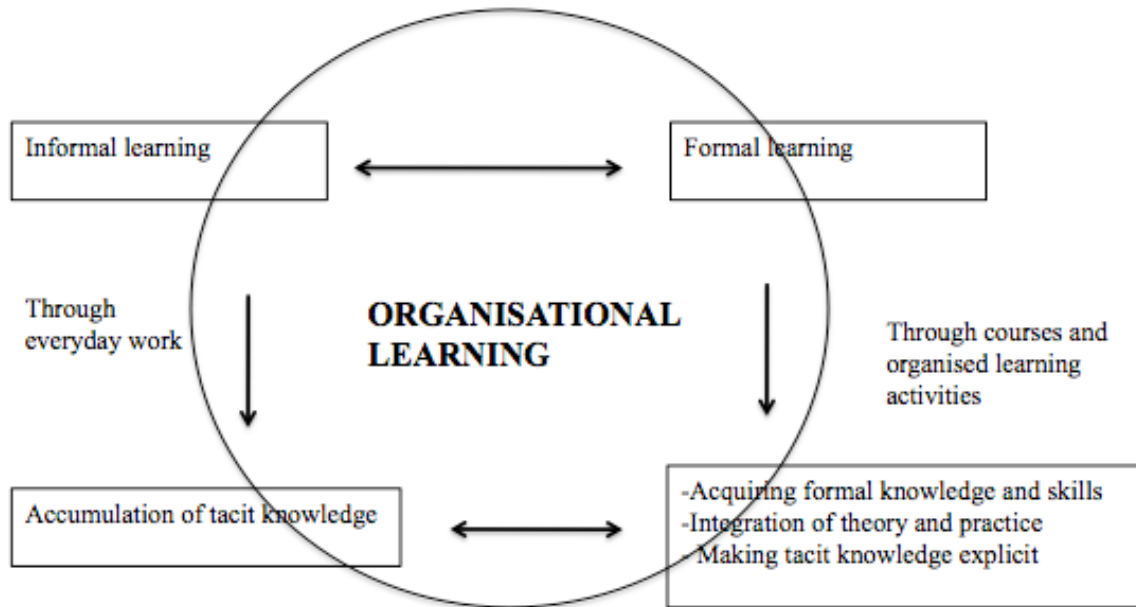 Informal learning
Formal learning
Through
everyday work
ORGANISATIONAL
LEARNING
Through courses and
organised learning
activities
Accumulation of tacit knowledge
-Acquiring formal knowledge and skills
-Integration of theory and practice
- Making tacit knowledge explicit